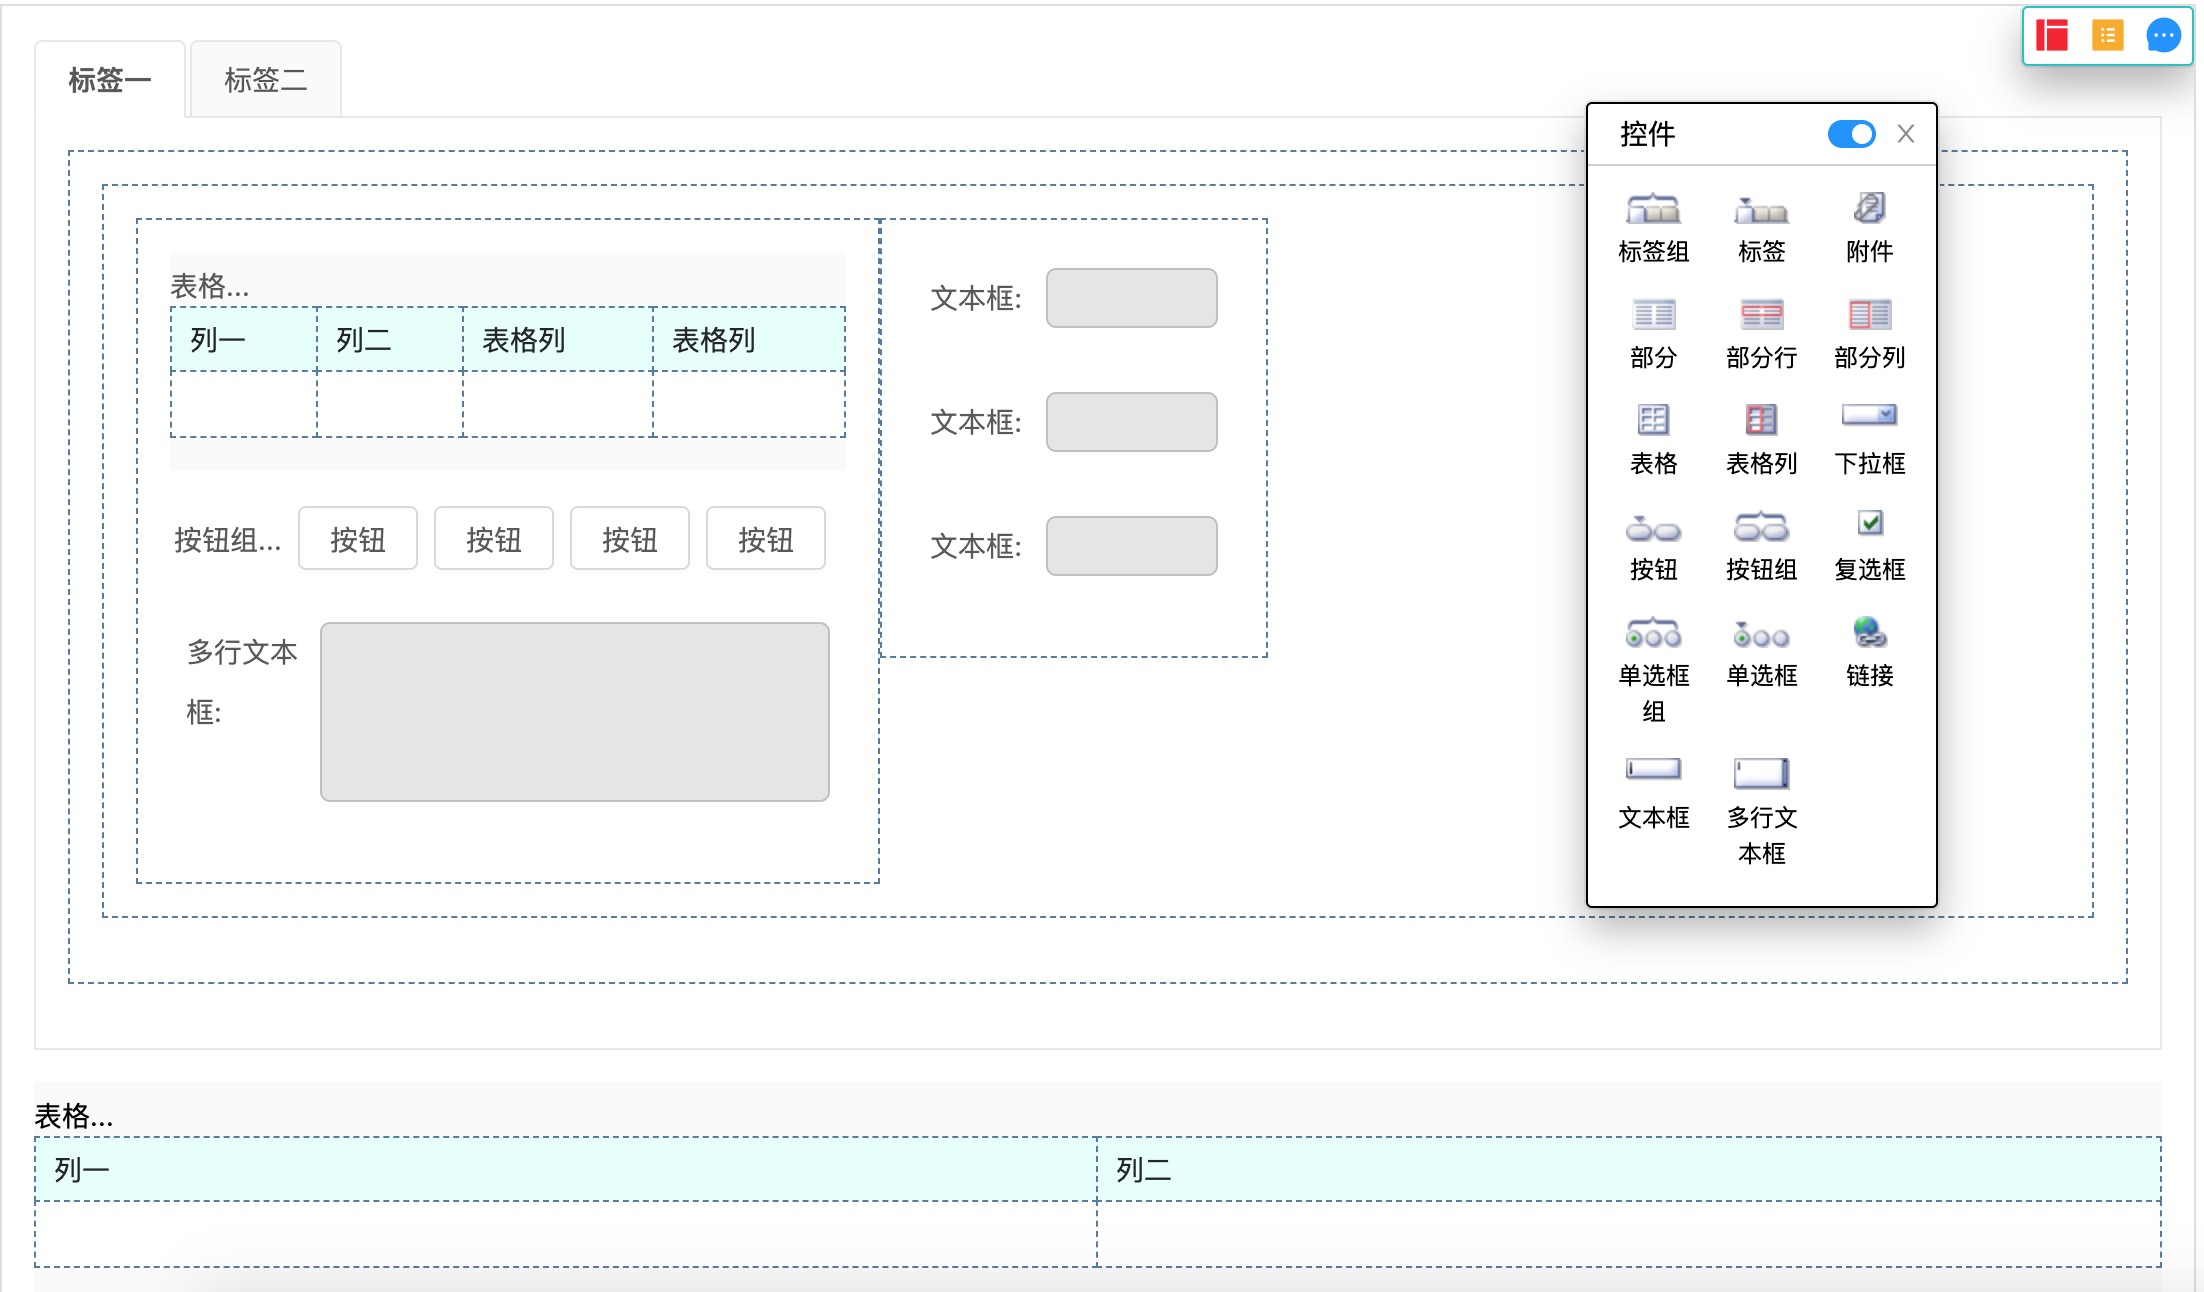 标签一
标签二
表格...
列一 列二 表格列 表格列
按钮组... 按钮 按钮 按钮 按钮
多行文本
框:
文本框:
文本框:
文本框:
控件 X
标签组 标签 附件
部分 部分行 部分列
表格 表格列 下拉框
按钮 按钮组 复选框
单选框
组
单选框 链接
文本框
多行文
本框
表格...
列一 列二